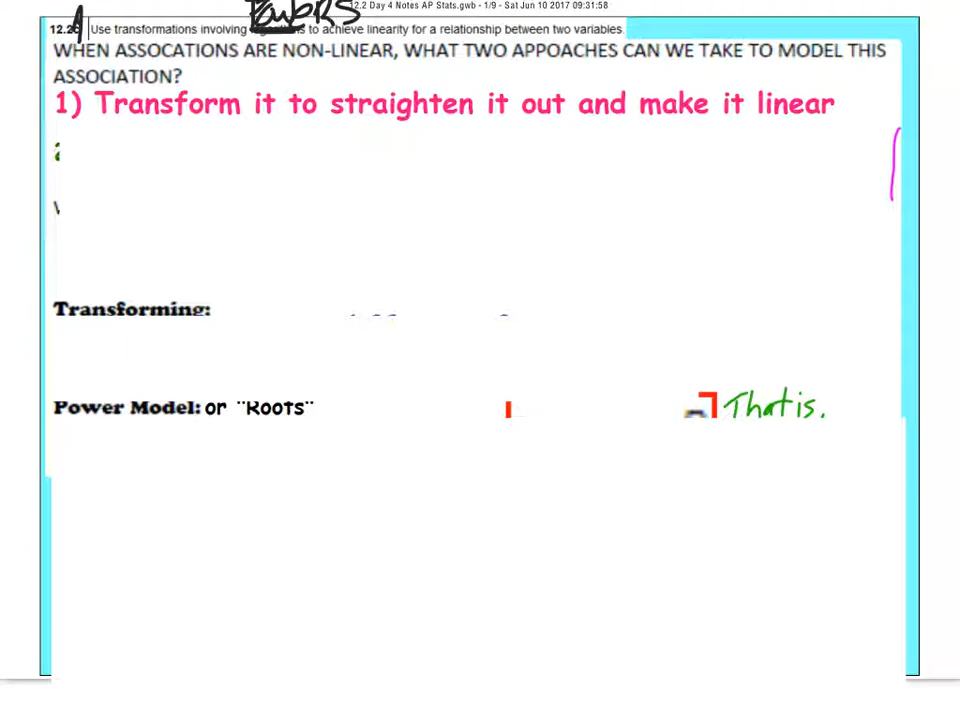 Powers
12.2 Day 4 Notes AP Stats.gwb - 1/9 - Sat Jun 10 2017 09:31:58
Use transformations involving to achieve linearity for a relationship between two variables.
WHEN ASSOCATIONS ARE NON-LINEAR, WHAT TWO APPOACHES CAN WE TAKE TO MODEL THIS
ASSOCIATION?
1) Transform it to straighten it out and make it linear
Transforming:
Power Model: or "Roots" That is.